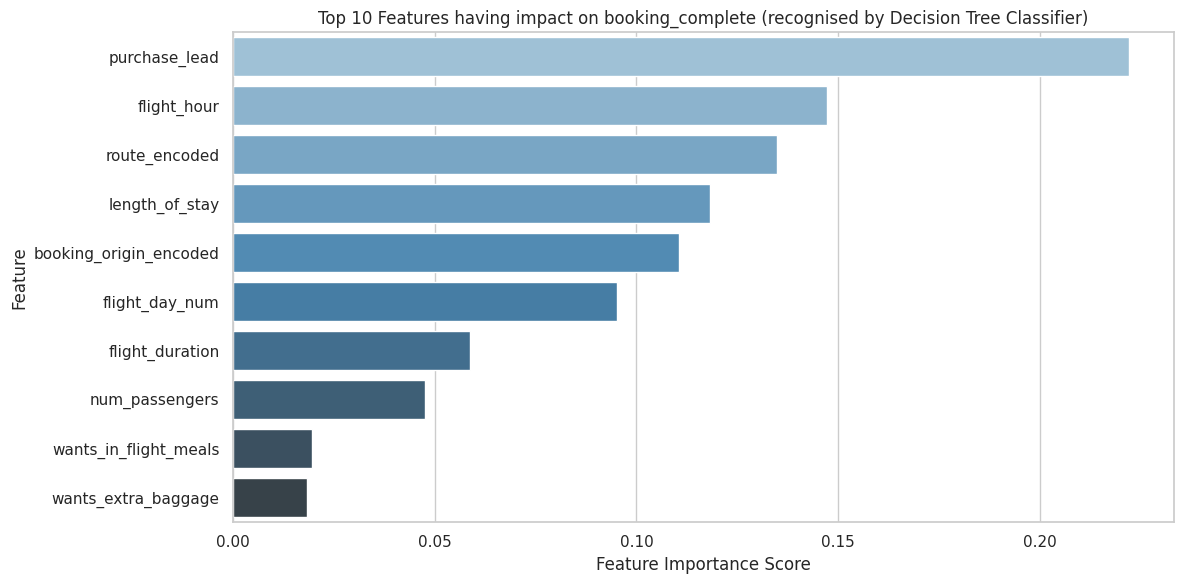 Top 10 Features having impact on booking_complete (recognised by Decision Tree Classifier)
Feature
purchase_lead
flight_hour
route_encoded
length_of_stay
booking_origin_encoded
flight_day_num
flight_duration
num_passengers
wants_in_flight_meals
wants_extra_baggage
0.00 0.05 0.10 0.15 0.20
Feature Importance Score